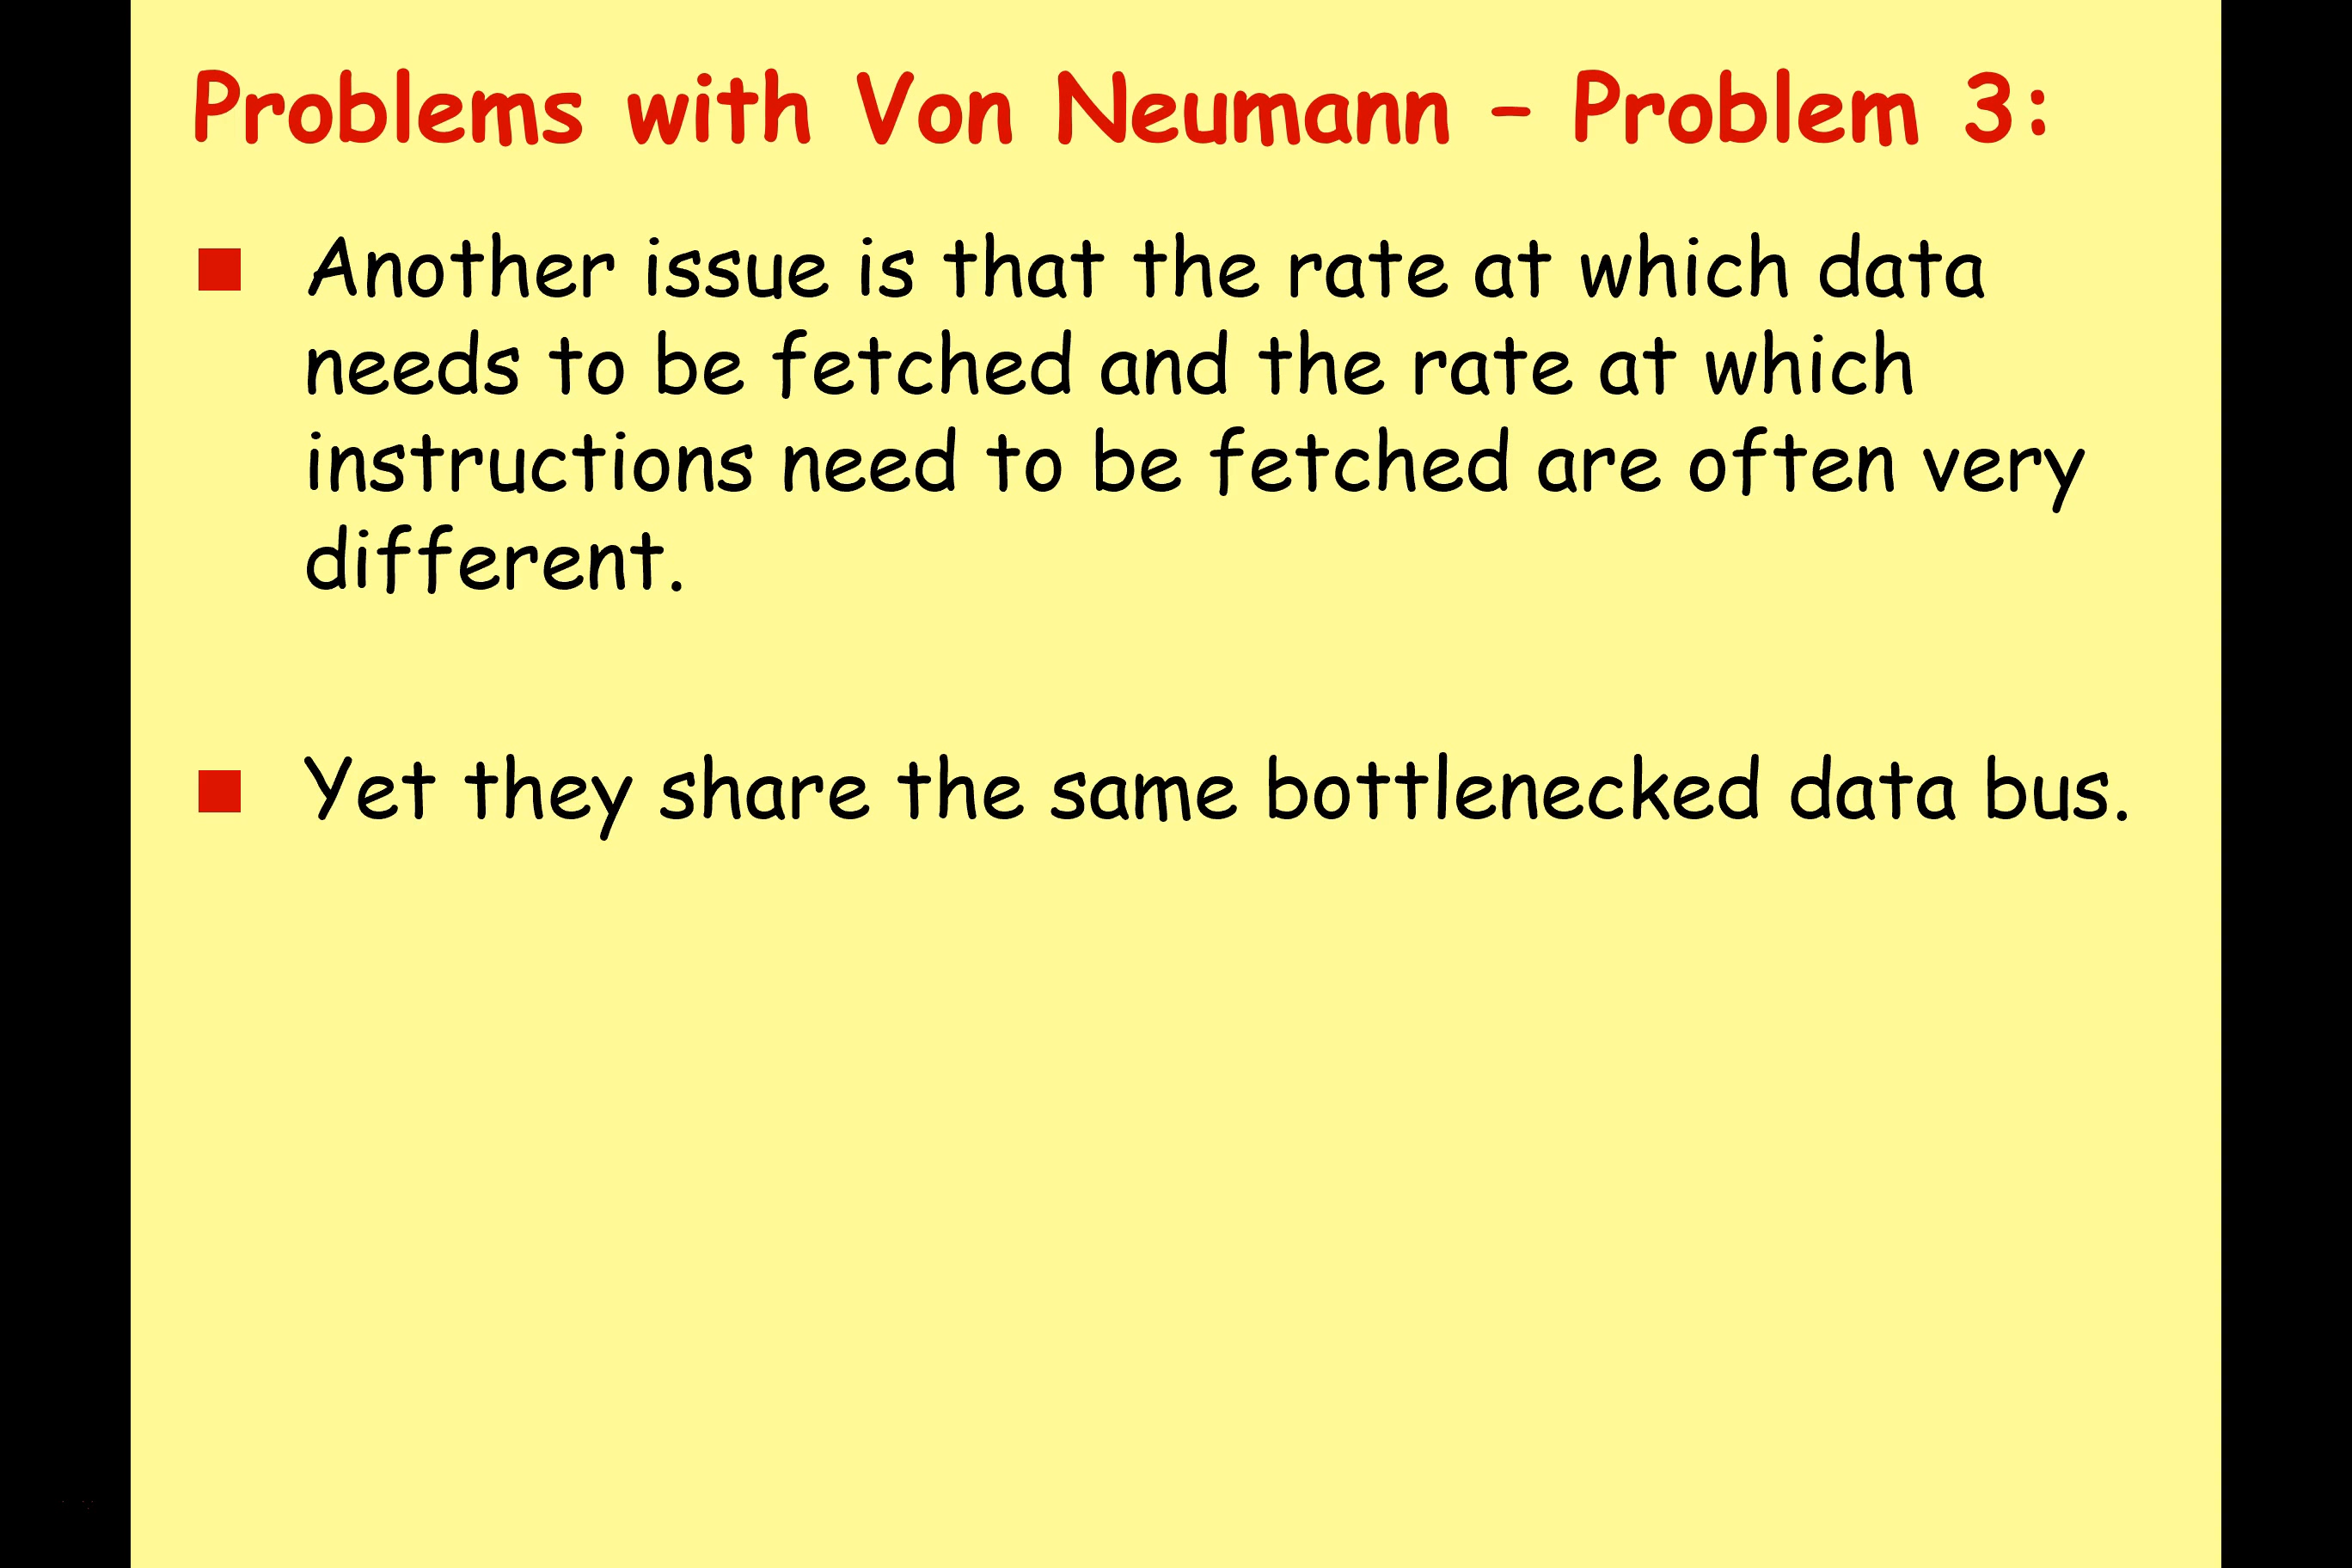 Problems with Von Neumann – Problem 3:
Another issue is that the rate at which data
needs to be fetched and the rate at which
instructions need to be fetched are often very
different.
Yet they share the same bottlenecked data bus.